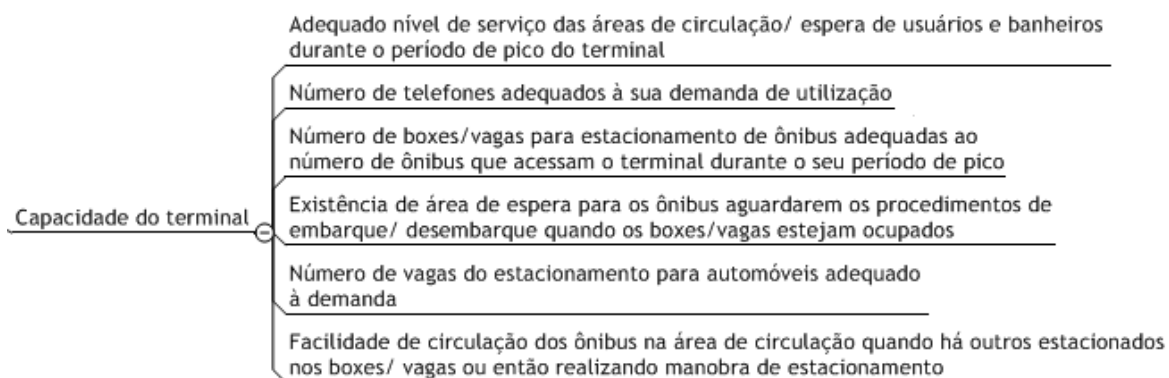 Adequado nível de serviço das áreas de circulação/ espera de usuários e banheiros
durante o período de pico do terminal
Número de telefones adequados à sua demanda de utilização
Número de boxes/vagas para estacionamento de ônibus adequadas ao
número de ônibus que acessam o terminal durante o seu período de pico
Capacidade do terminal
Existência de área de espera para os ônibus aguardarem os procedimentos de
embarque/ desembarque quando os boxes/vagas estejam ocupados
Número de vagas do estacionamento para automóveis adequado
à demanda
Facilidade de circulação dos ônibus na área de circulação quando há outros estacionados
nos boxes/ vagas ou então realizando manobra de estacionamento